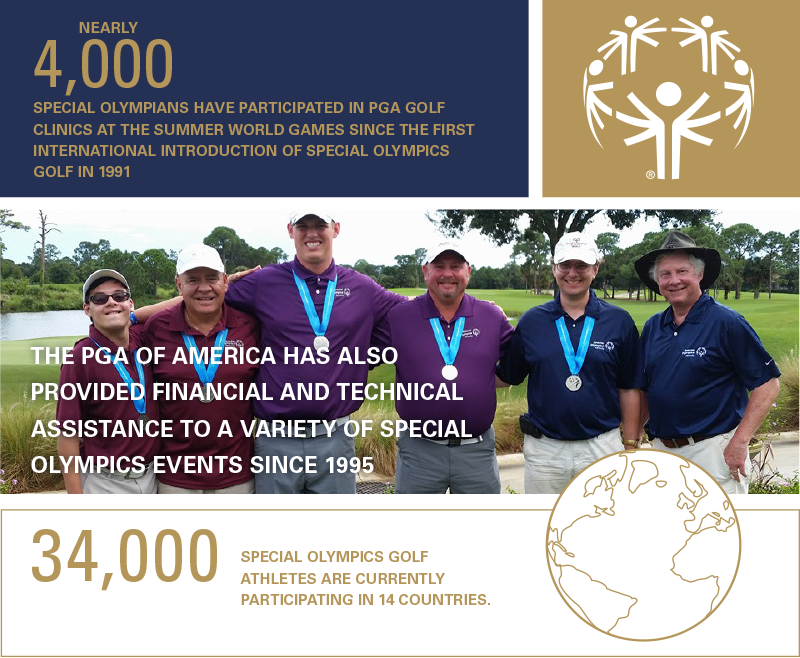 NEARLY
4,000
SPECIAL OLYMPIANS HAVE PARTICIPATED IN PGA GOLF
CLINICS AT THE SUMMER WORLD GAMES SINCE THE FIRST
INTERNATIONAL INTRODUCTION OF SPECIAL OLYMPICS
GOLF IN 1991
®
THE PGA OF AMERICA HAS ALSO
PROVIDED FINANCIAL AND TECHNICAL
ASSISTANCE TO A VARIETY OF SPECIAL
OLYMPICS EVENTS SINCE 1995
34,000
SPECIAL OLYMPICS GOLF
ATHLETES ARE CURRENTLY
PARTICIPATING IN 14 COUNTRIES.